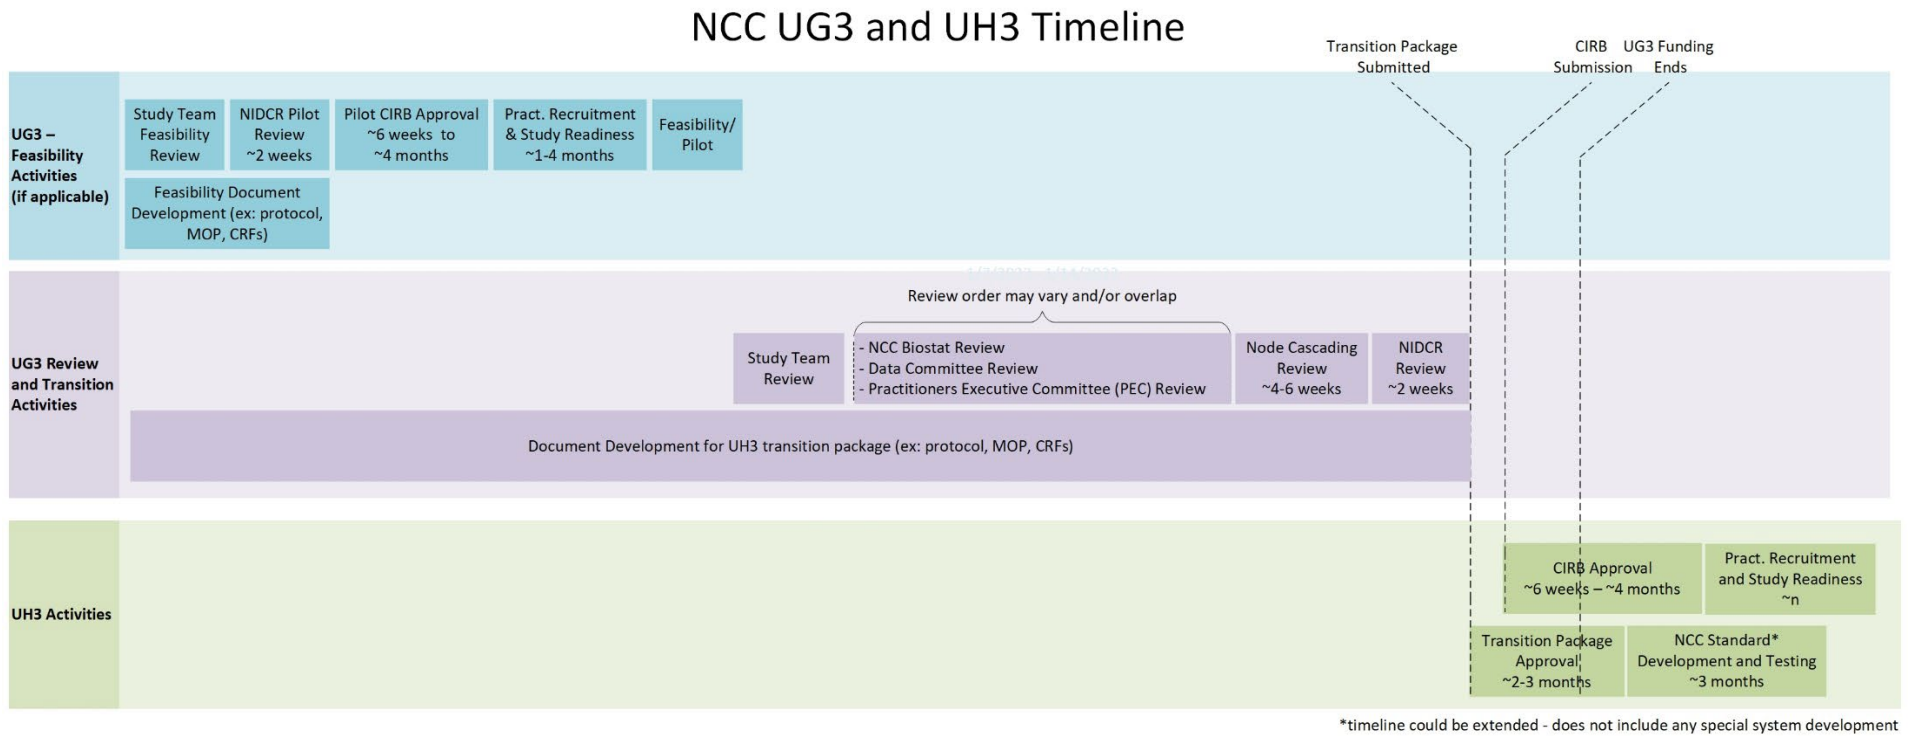 NCC UG3 and UH3 Timeline
Transition Package
Submitted
CIRB
Submission
UG3 Funding
Ends
UG3 –
Feasibility
Activities
(if applicable)
Study Team
Feasibility
Review
NIDCR Pilot
Review
~2 weeks
Pilot CIRB Approval
~6 weeks to
~4 months
Pract. Recruitment
& Study Readiness
~1-4 months
Feasibility/
Pilot
Feasibility Document
Development (ex: protocol,
MOP, CRFs)
Review order may vary and/or overlap
UG3 Review
and Transition
Activities
Study Team
Review
- NCC Biostat Review
- Data Committee Review
- Practitioners Executive Committee (PEC) Review
Node Cascading
Review
~4-6 weeks
NIDCR
Review
~2 weeks
Document Development for UH3 transition package (ex: protocol, MOP, CRFs)
UH3 Activities
CIRB Approval
~6 weeks – ~4 months
Pract. Recruitment
and Study Readiness
~n
Transition Package
Approval
~2-3 months
NCC Standard*
Development and Testing
~3 months
*timeline could be extended - does not include any special system development